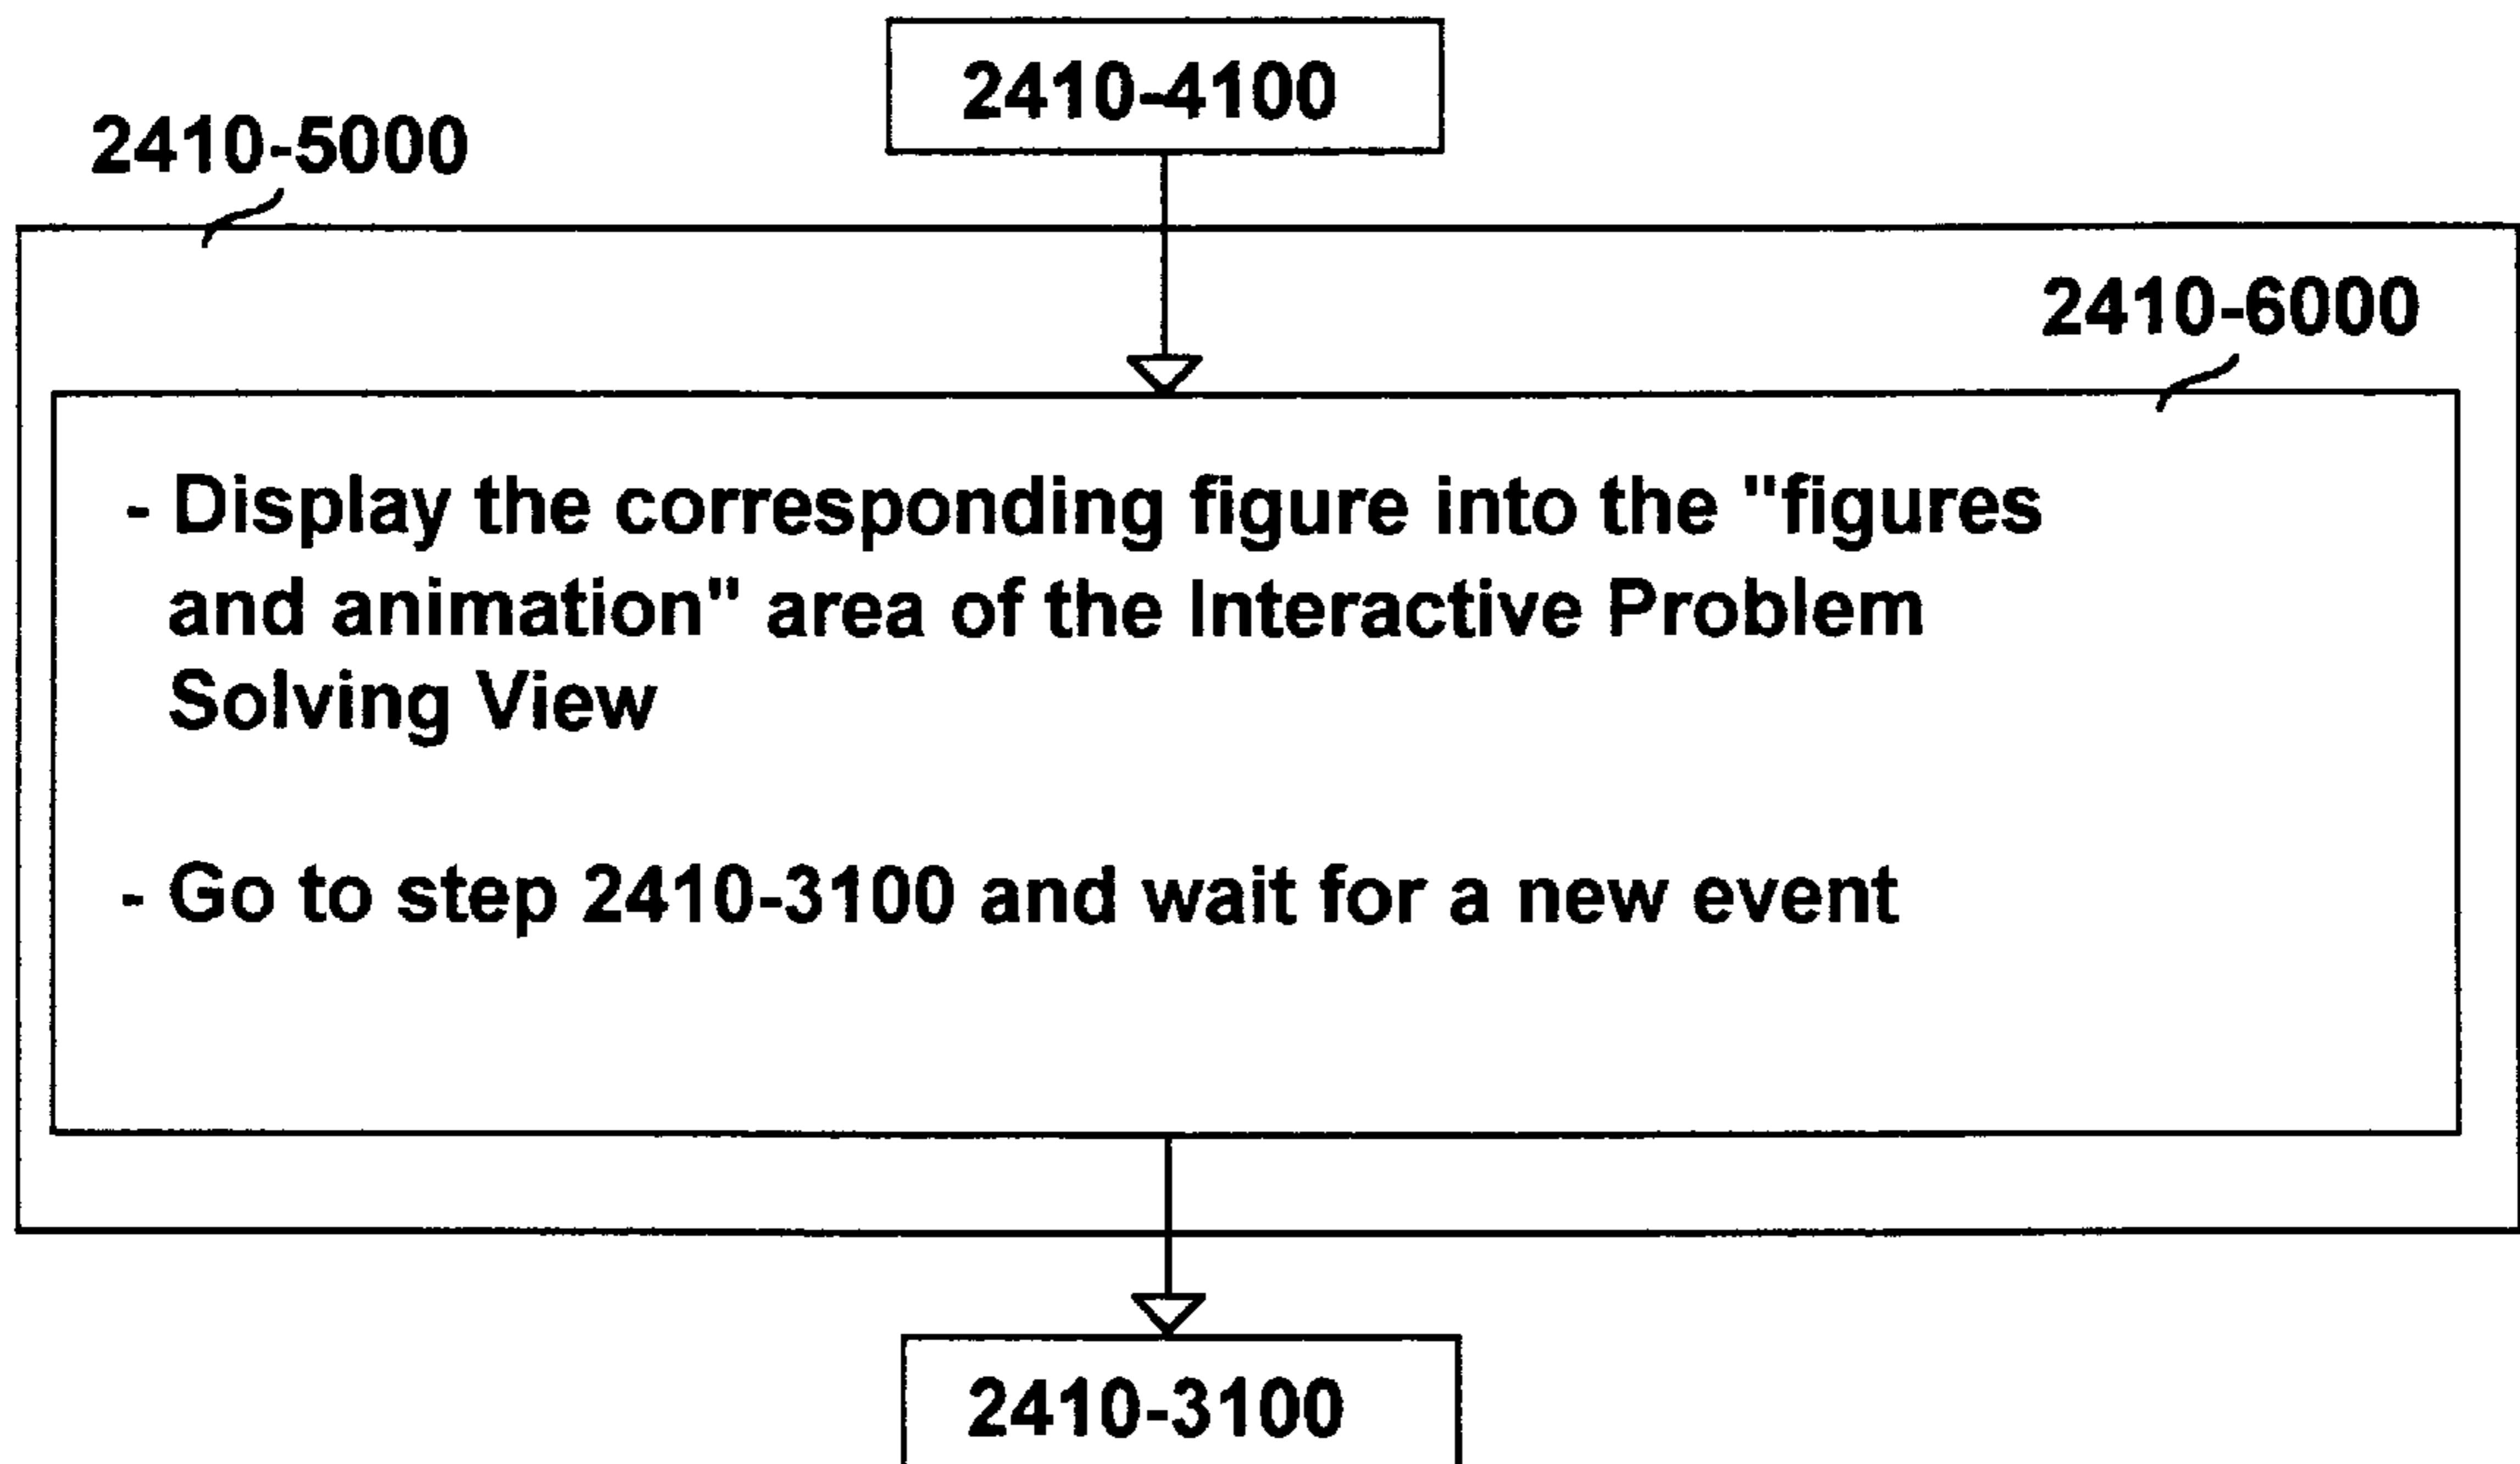 2410-4100
2410-5000
2410-6000
- Display the corresponding figure into the "figures
and animation" area of the Interactive Problem
Solving View
- Go to step 2410-3100 and wait for a new event
2410-3100